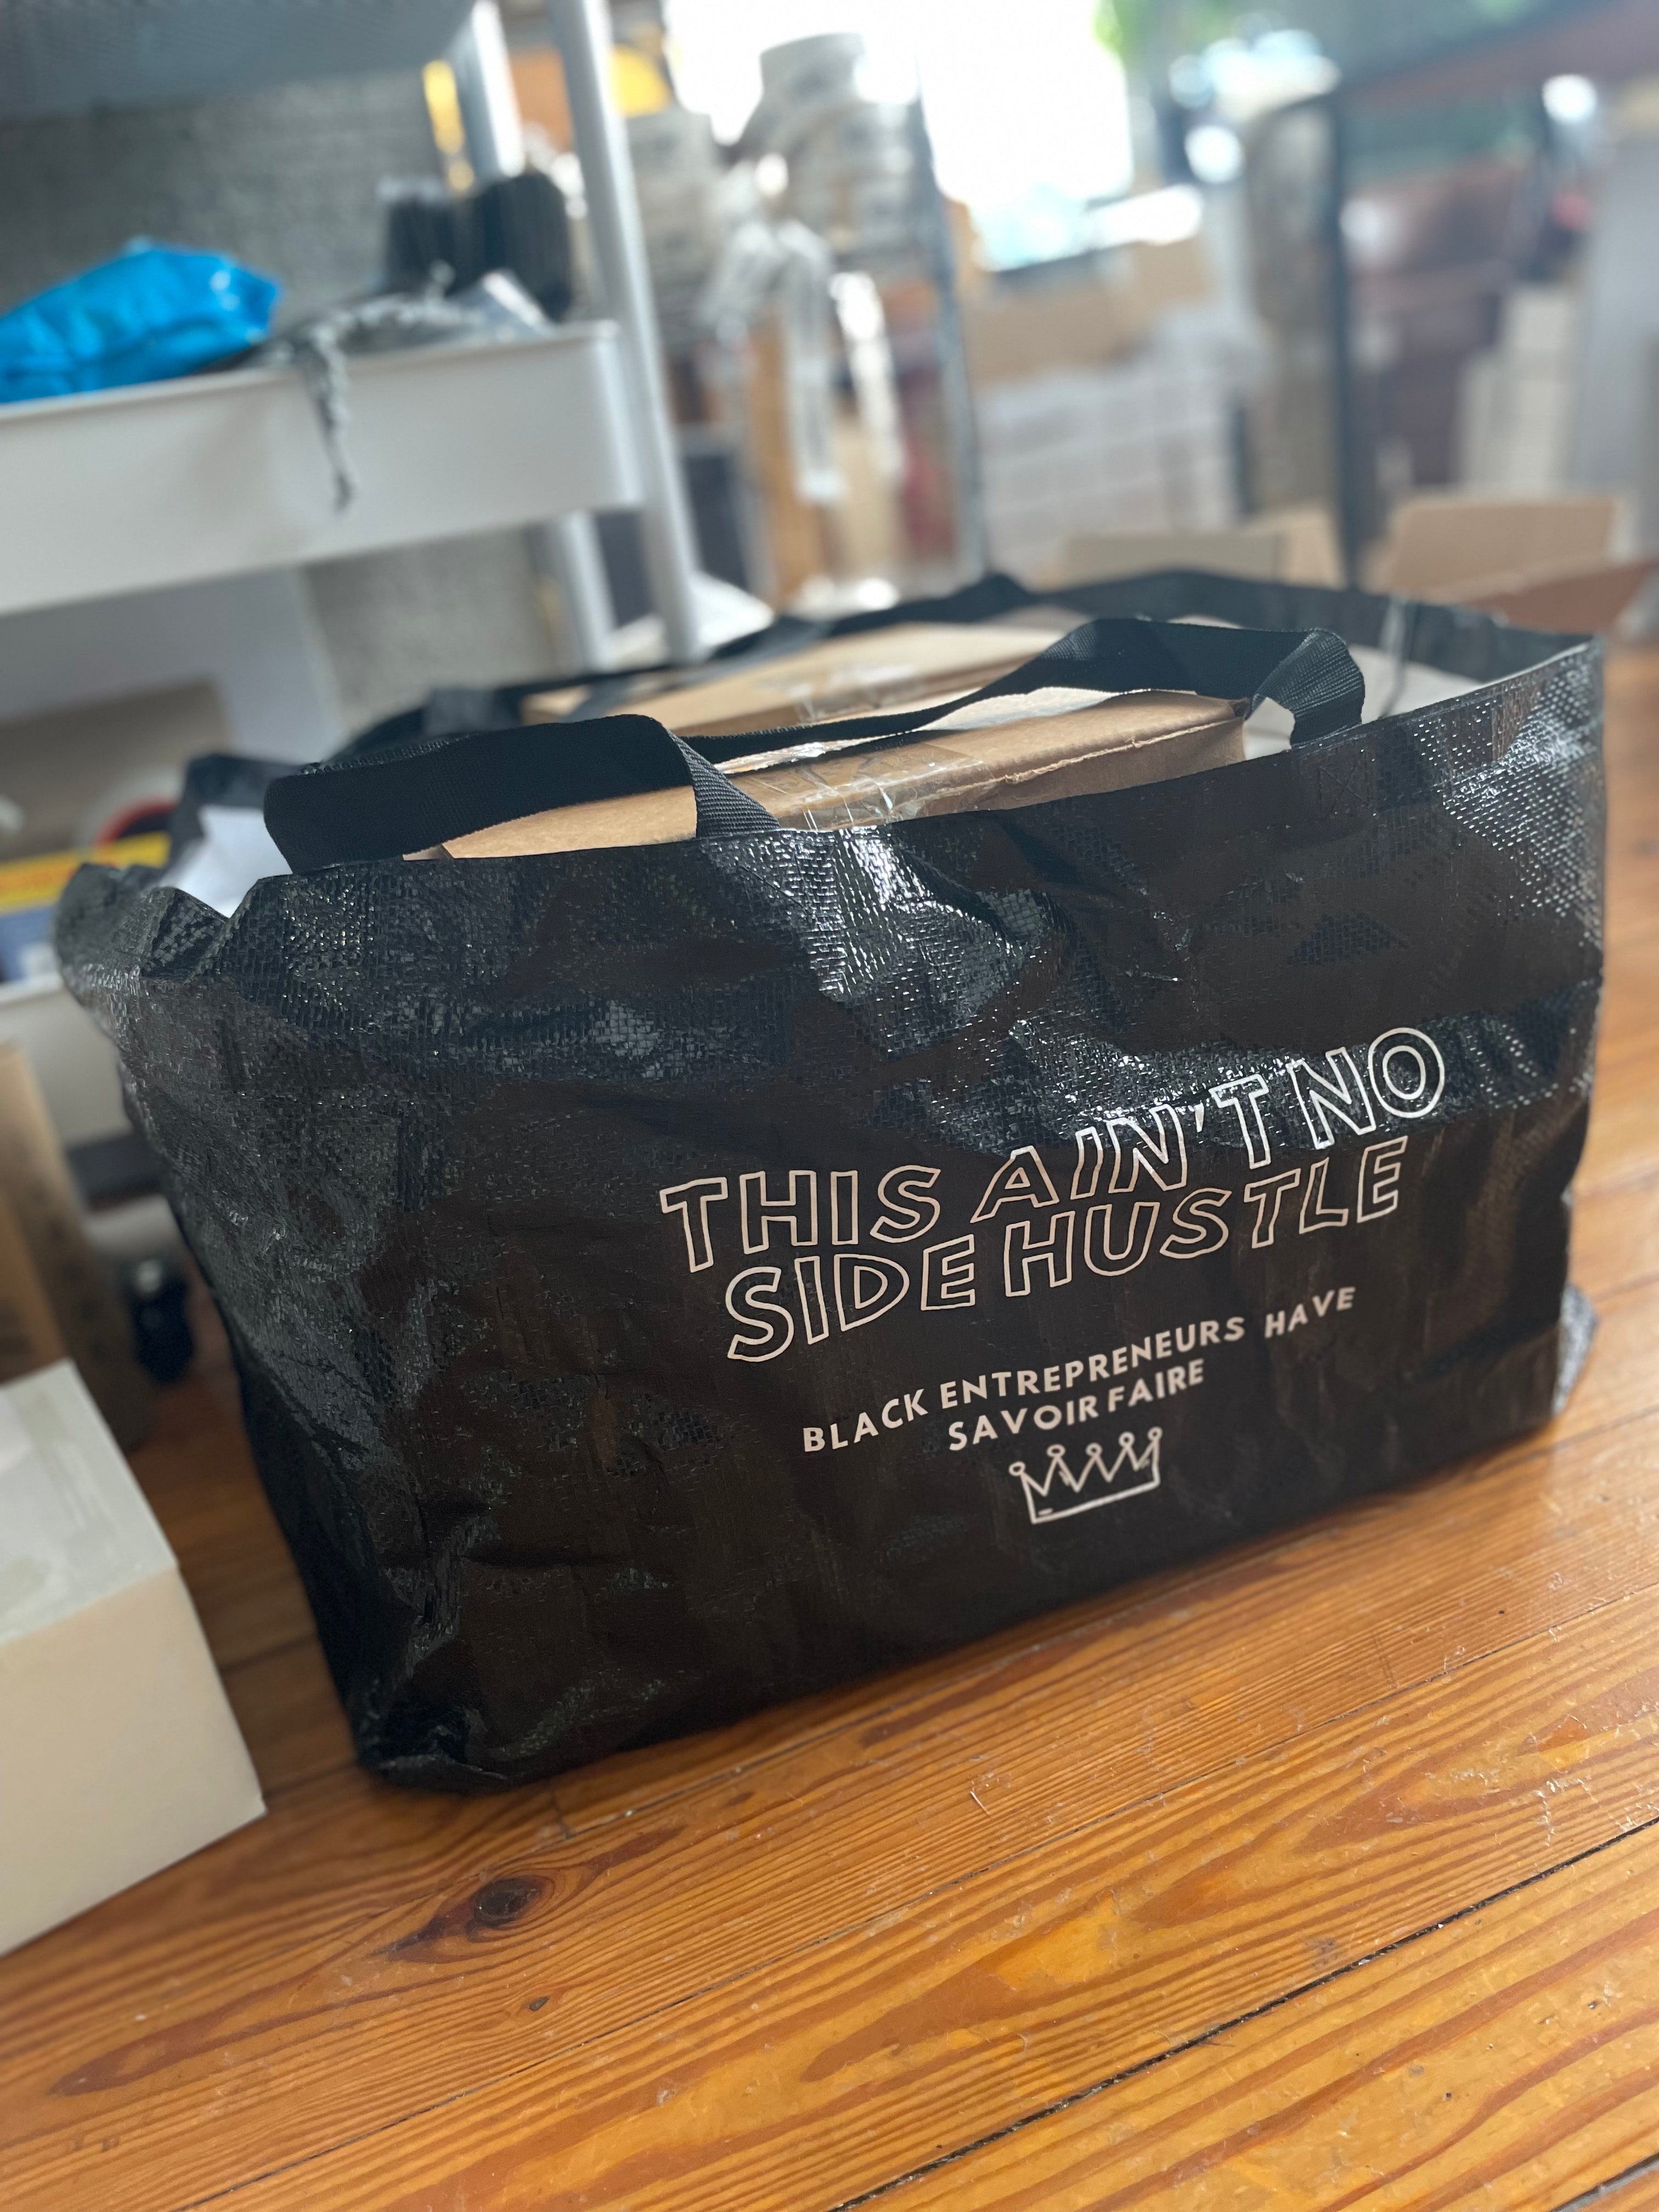 THIS AIN'T NO
SIDE HUSTLE
BLACK ENTREPRENEURS HAVE
SAVOIR FAIRE